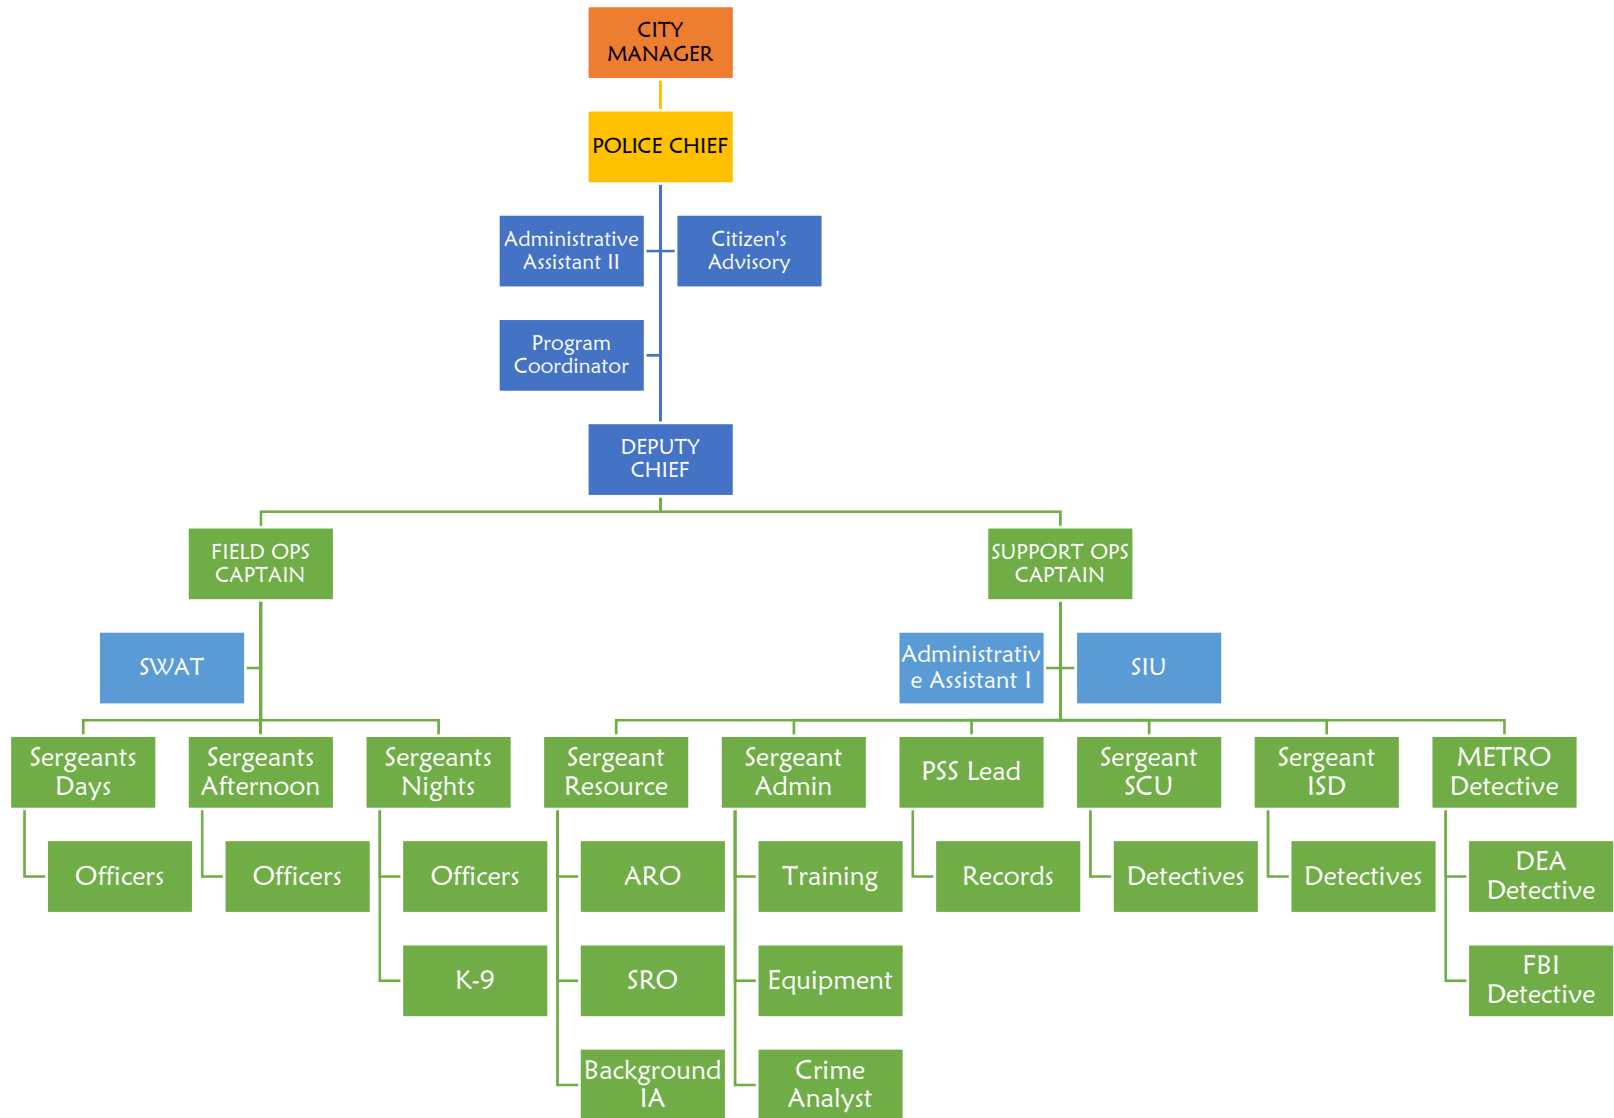 CITY
MANAGER
POLICE CHIEF
Administrative
Assistant II
Citizen's
Advisory
Program
Coordinator
DEPUTY
CHIEF
FIELD OPS
CAPTAIN
SUPPORT OPS
CAPTAIN
SWAT
Administrativ
e Assistant I
SIU
Sergeants
Days
Sergeants
Afternoon
Sergeants
Nights
Sergeant
Resource
Sergeant
Admin
PSS Lead
Sergeant
SCU
Sergeant
ISD
METRO
Detective
Officers
Officers
Officers
ARO
Training
Records
Detectives
Detectives
DEA
Detective
K-9
SRO
Equipment
FBI
Detective
Background
IA
Crime
Analyst